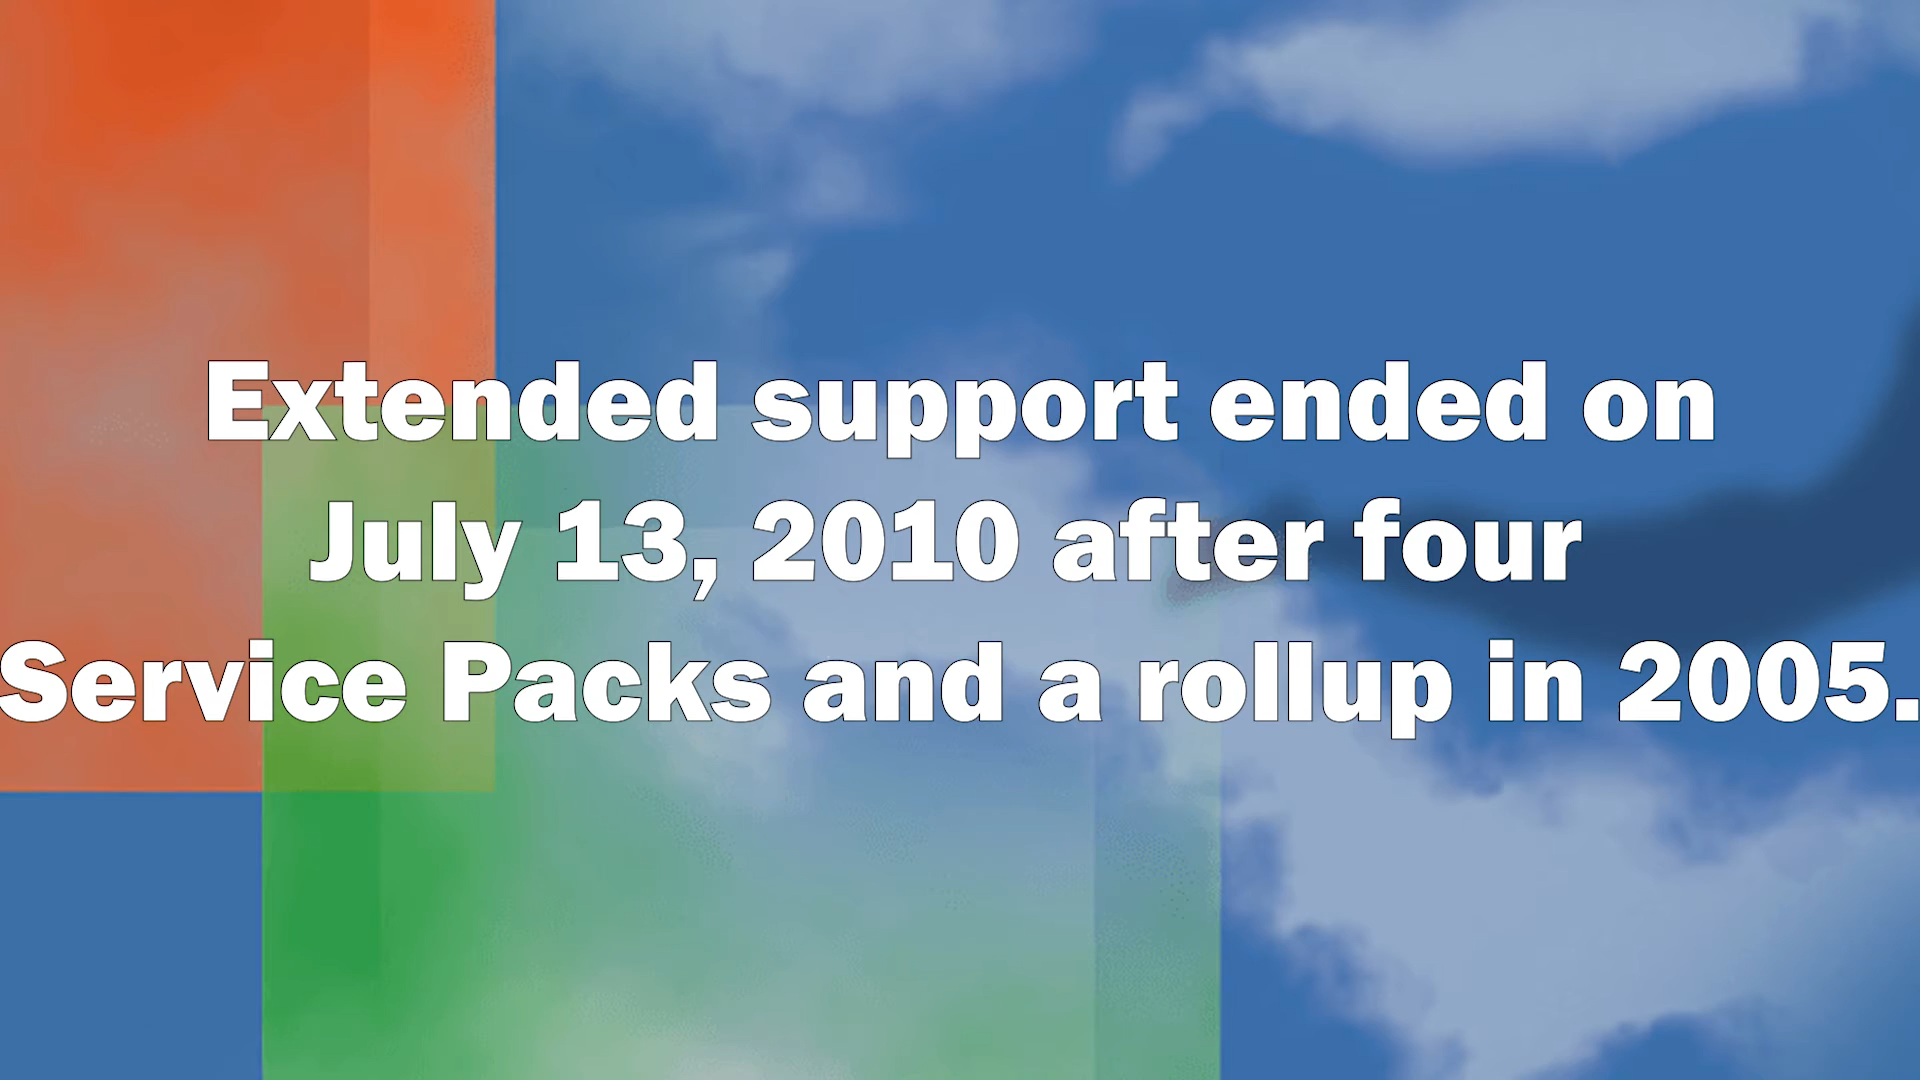 Extended support ended on
July 13, 2010 after four
Service Packs and a rollup in 2005.